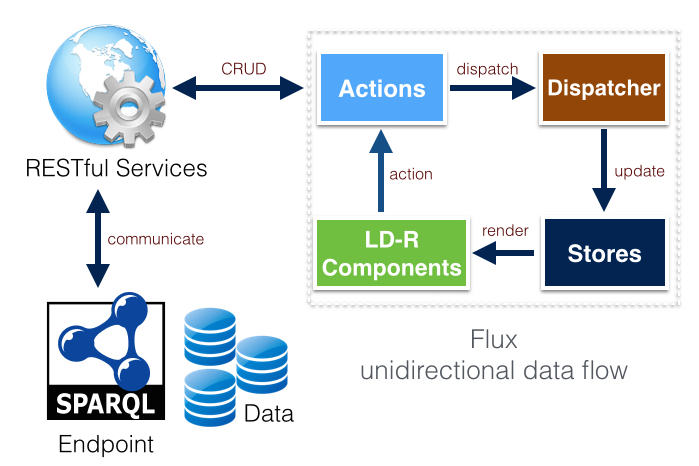 CRUD
Actions
dispatch
Dispatcher
RESTful Services
action
update
communicate
LD-R
Components
render
Stores
Flux
unidirectional data flow
SPARQL
Data
Endpoint